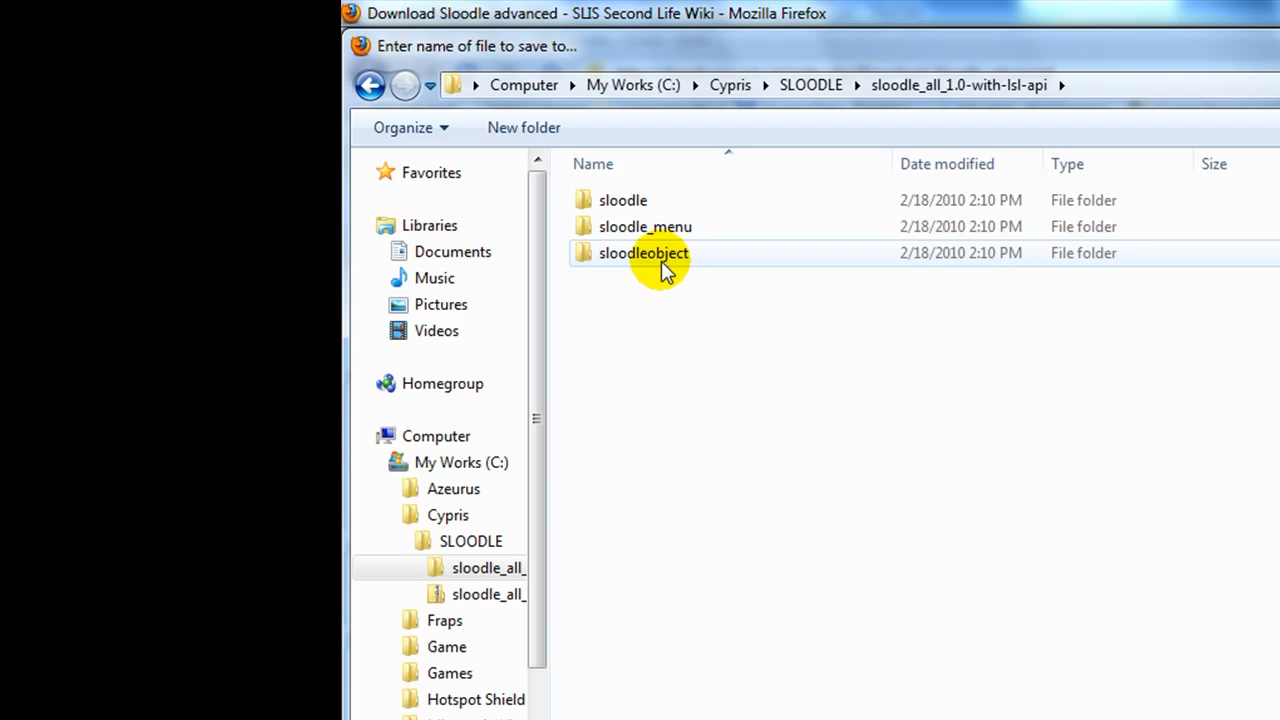 Download Sloodle advanced - SLIS Second Life Wiki - Mozilla Firefox
Enter name of file to save to...
Computer My Works (C:) Cypris SLOODLE sloodle_all_1.0-with-lsl-api
Organize New folder
Name Date modified Type Size
sloodle 2/18/2010 2:10 PM File folder
sloodle_menu 2/18/2010 2:10 PM File folder
sloodleobject 2/18/2010 2:10 PM File folder
Favorites
Libraries
Documents
Music
Pictures
Videos
Homegroup
Computer
My Works (C:)
Azeurus
Cypris
SLOODLE
sloodle_all_
sloodle_all_
Fraps
Game
Games
Hotspot Shield